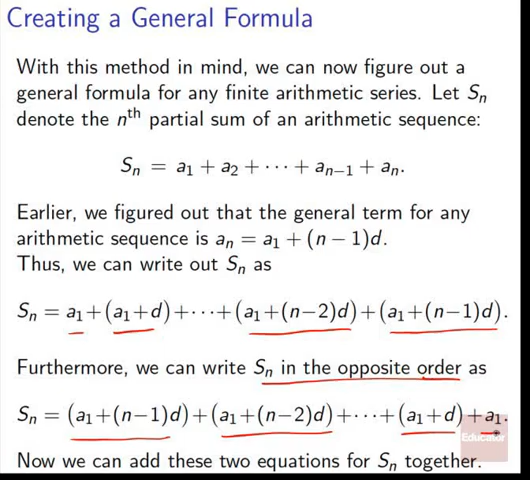 Creating a General Formula
With this method in mind, we can now figure out a
general formula for any finite arithmetic series. Let Sₙ
denote the nᵗʰ partial sum of an arithmetic sequence:
Sₙ = a₁ + a₂ + ··· + aₙ₋₁ + aₙ.
Earlier, we figured out that the general term for any
arithmetic sequence is aₙ = a₁ + (n − 1)d.
Thus, we can write out Sₙ as
Sₙ = a₁+(a₁+d)+···+(a₁+(n−2)d)+(a₁+(n−1)d).
Furthermore, we can write Sₙ in the opposite order as
Sₙ = (a₁+(n−1)d)+(a₁+(n−2)d)+···+(a₁+d)+a₁.
Educator
Now we can add these two equations for Sₙ together.